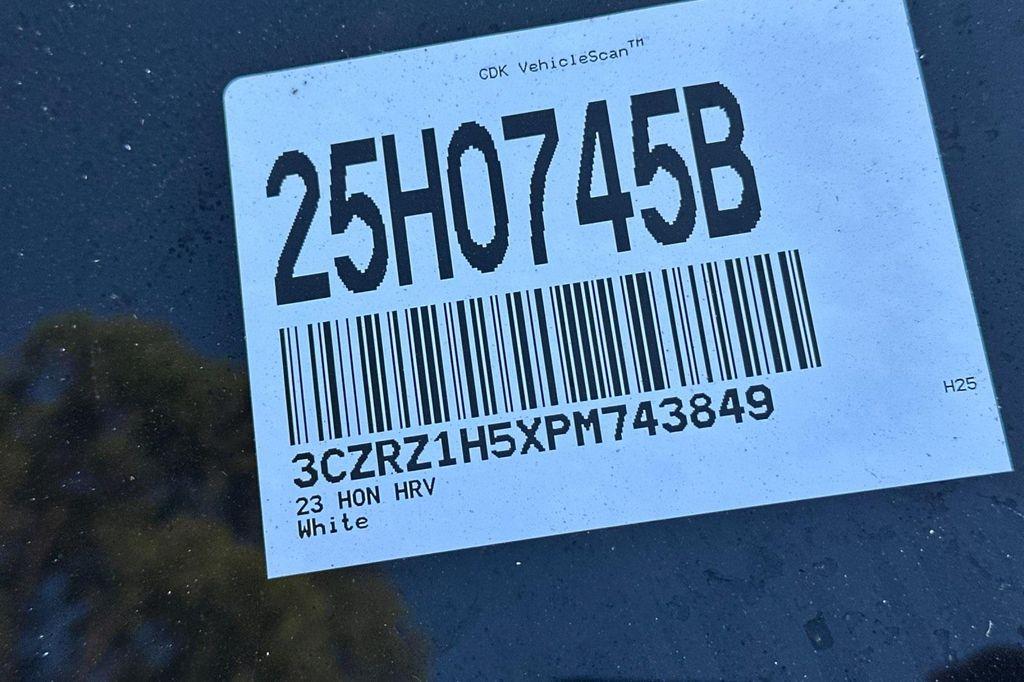 CDK VehicleScan™
25H0745B
3CZRZ1H5XPM743849
H25
23 HON HRV
White